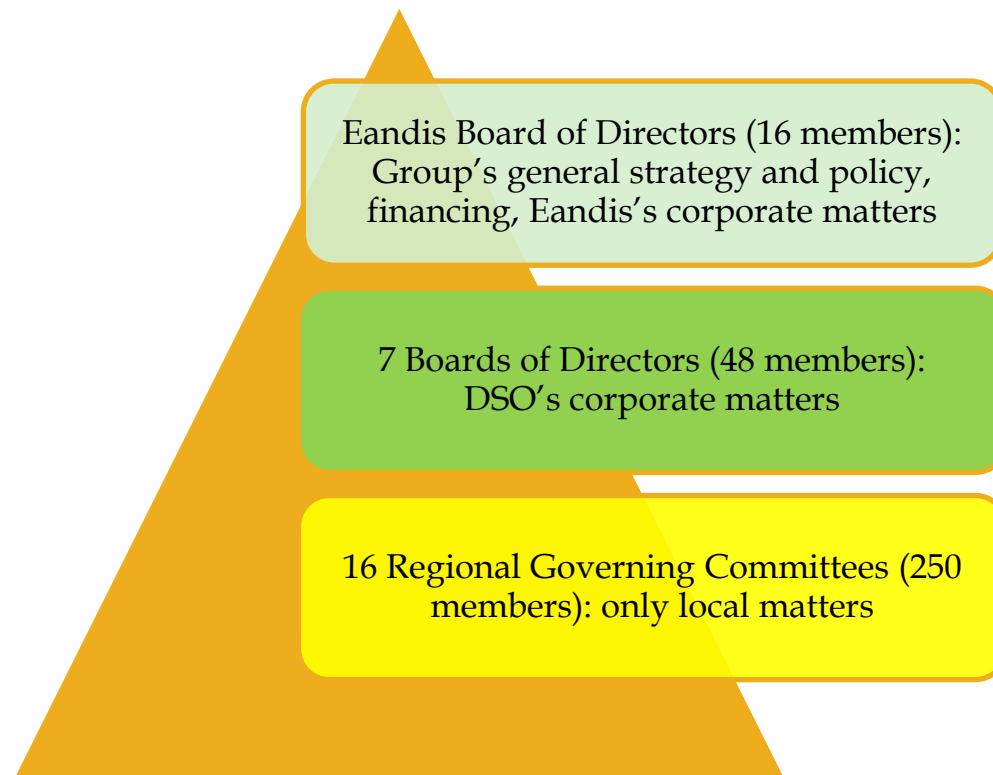 Eandis Board of Directors (16 members):
Group’s general strategy and policy,
financing, Eandis’s corporate matters
7 Boards of Directors (48 members):
DSO’s corporate matters
16 Regional Governing Committees (250
members): only local matters